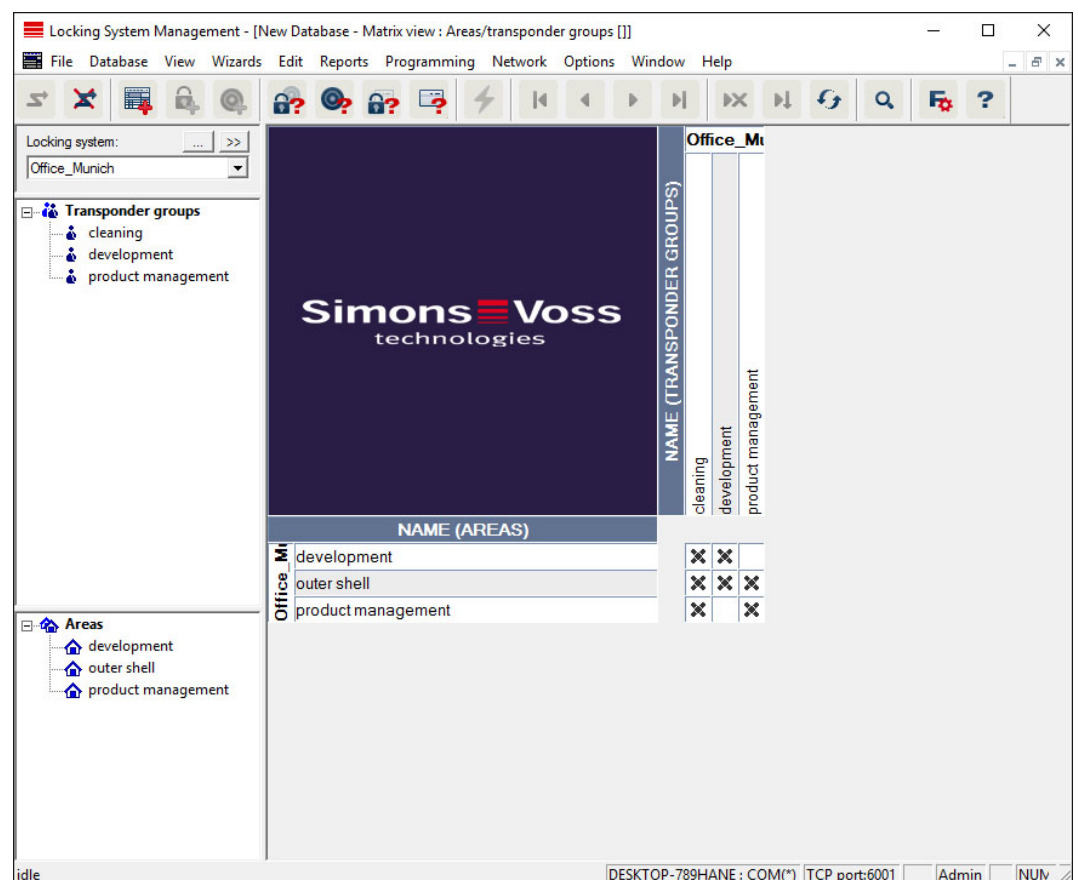 Locking System Management - [New Database - Matrix view : Areas/transponder groups []]
File Database View Wizards Edit Reports Programming Network Options Window Help
Locking system: ... >>
Office_Munich
Transponder groups
cleaning
development
product management
Areas
development
outer shell
product management
Simons Voss
technologies
NAME (TRANSPONDER GROUPS)
Office_Mu
cleaning
development
product management
NAME (AREAS)
Office_Mu
development
outer shell
product management
idle
DESKTOP-789HANE : COM(*) TCP port:6001 Admin NUM